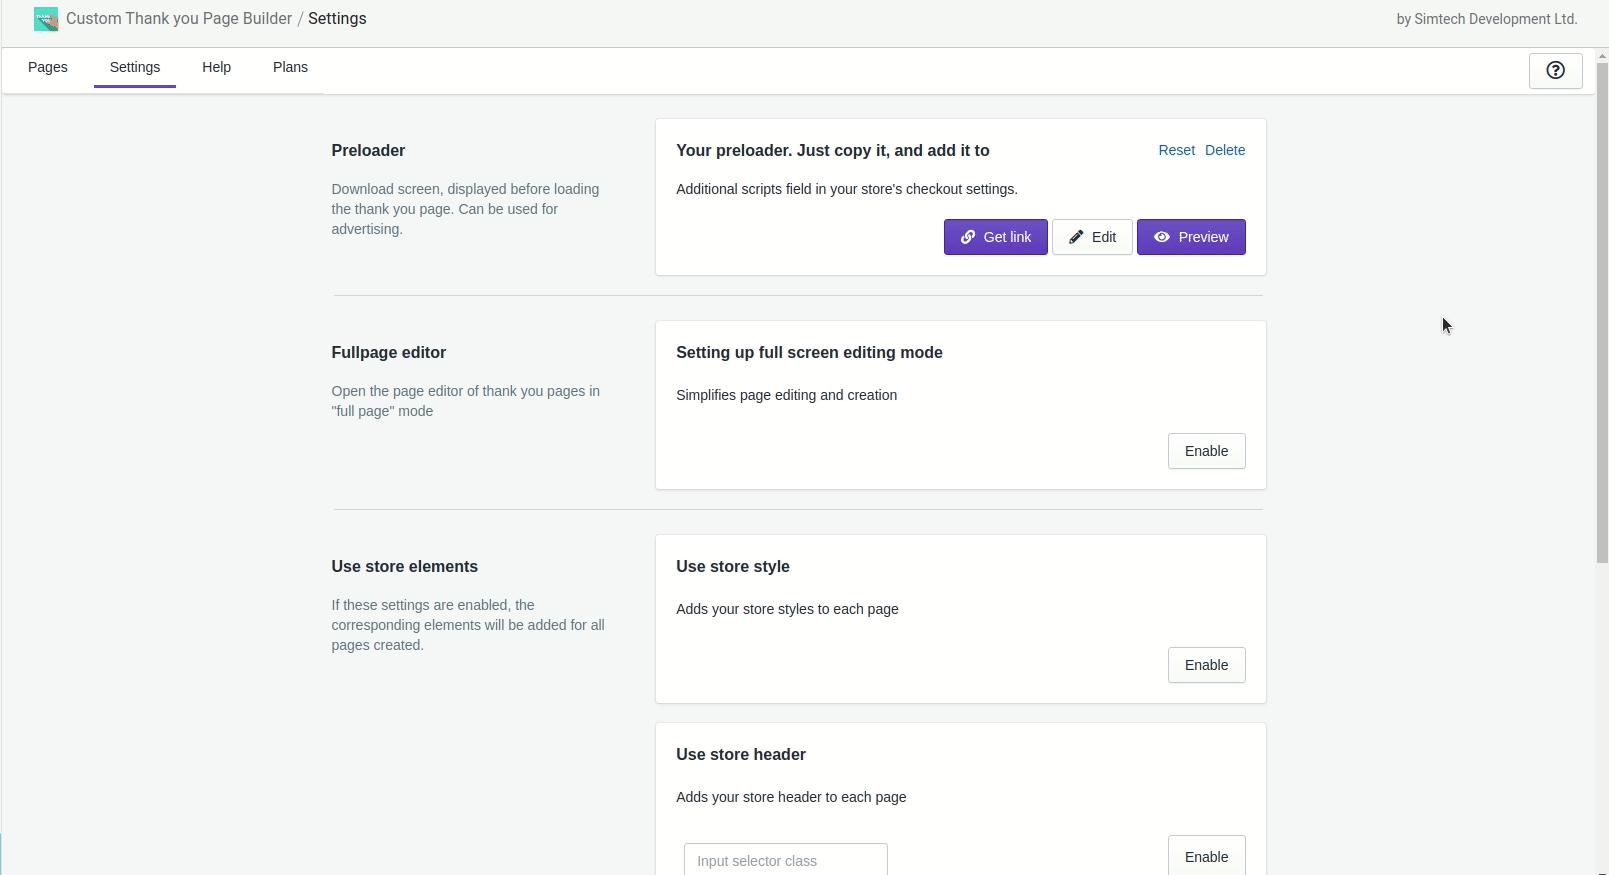 Custom Thank you Page Builder / Settings
by Simtech Development Ltd.
Pages Settings Help Plans
Preloader
Download screen, displayed before loading
the thank you page. Can be used for
advertising.
Your preloader. Just copy it, and add it to
Reset Delete
Additional scripts field in your store's checkout settings.
Get link Edit Preview
Fullpage editor
Open the page editor of thank you pages in
"full page" mode
Setting up full screen editing mode
Simplifies page editing and creation
Enable
Use store elements
If these settings are enabled, the
corresponding elements will be added for all
pages created.
Use store style
Adds your store styles to each page
Enable
Use store header
Adds your store header to each page
Input selector class
Enable